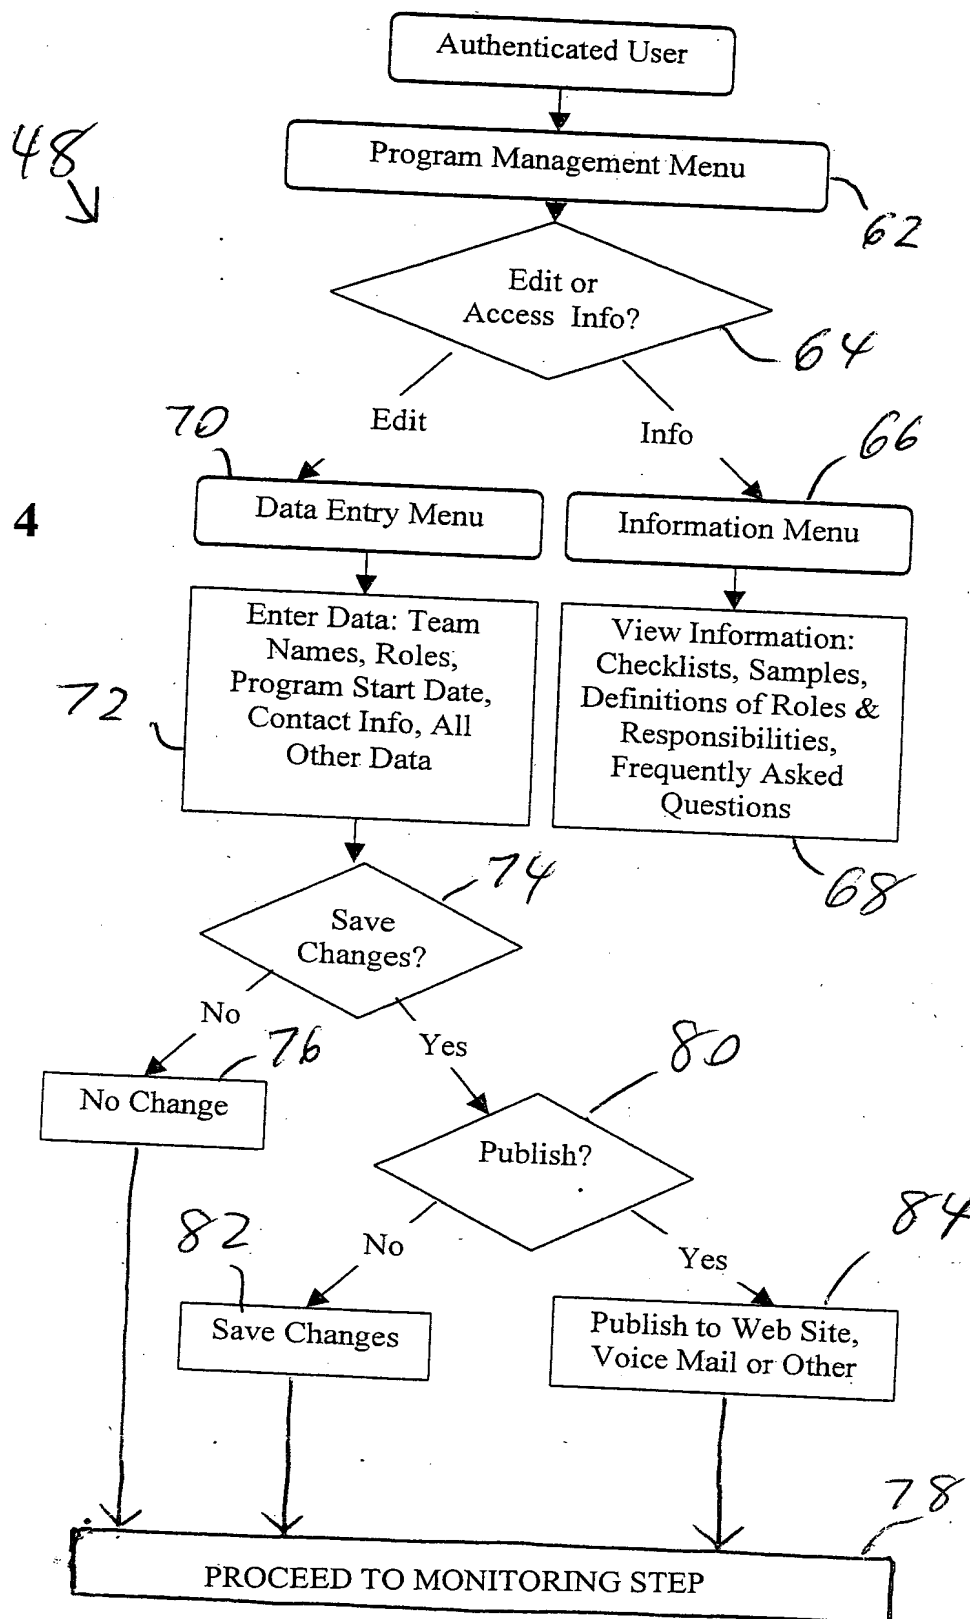 Authenticated User
48
Program Management Menu
62
Edit or
Access Info?
64
Edit
Info
70
66
4
Data Entry Menu
Information Menu
Enter Data: Team
Names, Roles,
Program Start Date,
Contact Info, All
Other Data
72
View Information:
Checklists, Samples,
Definitions of Roles &
Responsibilities,
Frequently Asked
Questions
68
74
Save
Changes?
No
Yes
76
80
No Change
Publish?
82
84
No
Yes
Save Changes
Publish to Web Site,
Voice Mail or Other
78
PROCEED TO MONITORING STEP